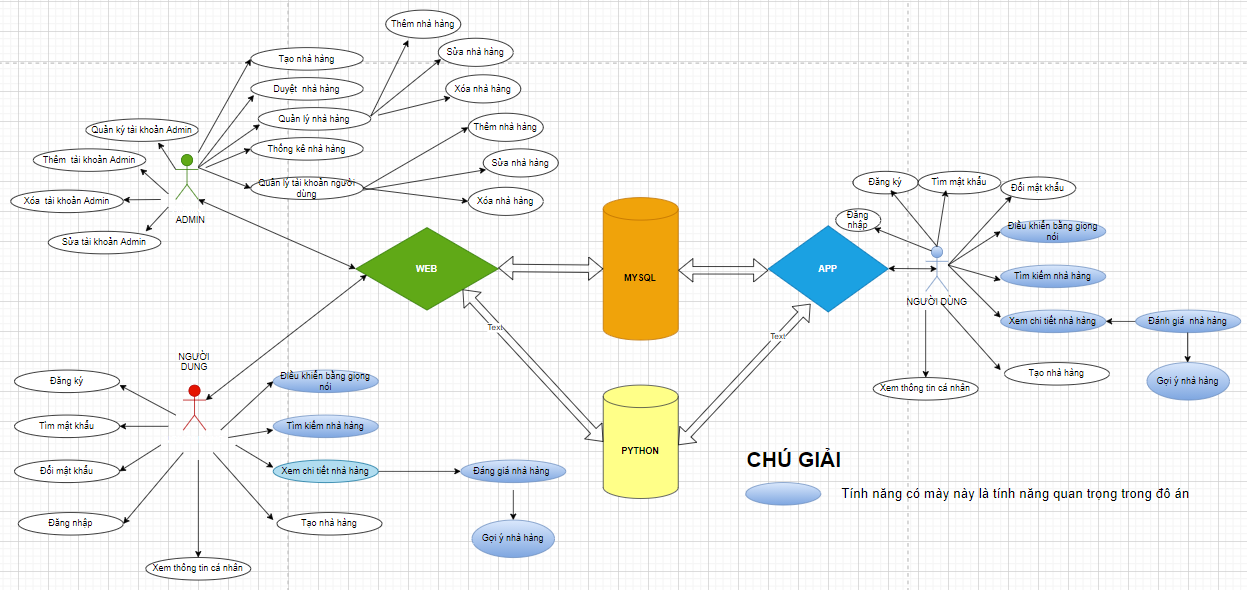 Thêm nhà hàng
Sửa nhà hàng
Xóa nhà hàng
Tạo nhà hàng
Duyệt nhà hàng
Quản lý nhà hàng
Thống kê nhà hàng
Quản lý tài khoản người
dùng
Thêm nhà hàng
Sửa nhà hàng
Xóa nhà hàng
Quản ký tài khoản Admin
Thêm tài khoản Admin
Xóa tài khoản Admin
Sửa tài khoản Admin
ADMIN
WEB
MYSQL
APP
Text
Text
PYTHON
Đăng ký
Tìm mật khẩu
Đổi mật khẩu
Đăng
nhập
Điều khiển bằng giọng
nói
Tìm kiếm nhà hàng
NGƯỜI DÙNG
Xem chi tiết nhà hàng
Đánh giá nhà hàng
Tạo nhà hàng
Gợi ý nhà hàng
Xem thông tin cá nhân
NGƯỜI
DUNG
Đăng ký
Tìm mật khẩu
Đổi mật khẩu
Đăng nhập
Xem thông tin cá nhân
Điều khiển bằng giọng
nói
Tìm kiếm nhà hàng
Xem chi tiết nhà hàng
Tạo nhà hàng
Đáng giá nhà hàng
Gợi ý nhà hàng
CHÚ GIẢI
Tính năng có mày này là tính năng quan trọng trong đồ án